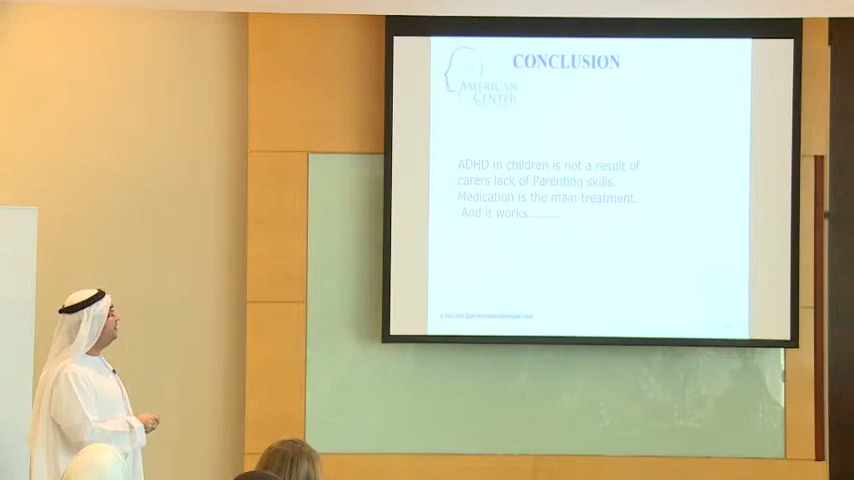 CONCLUSION
AMERICAN
CENTER
ADHD in children is not a result of
carers lack of Parenting skills.
Medication is the main treatment.
And it works...........